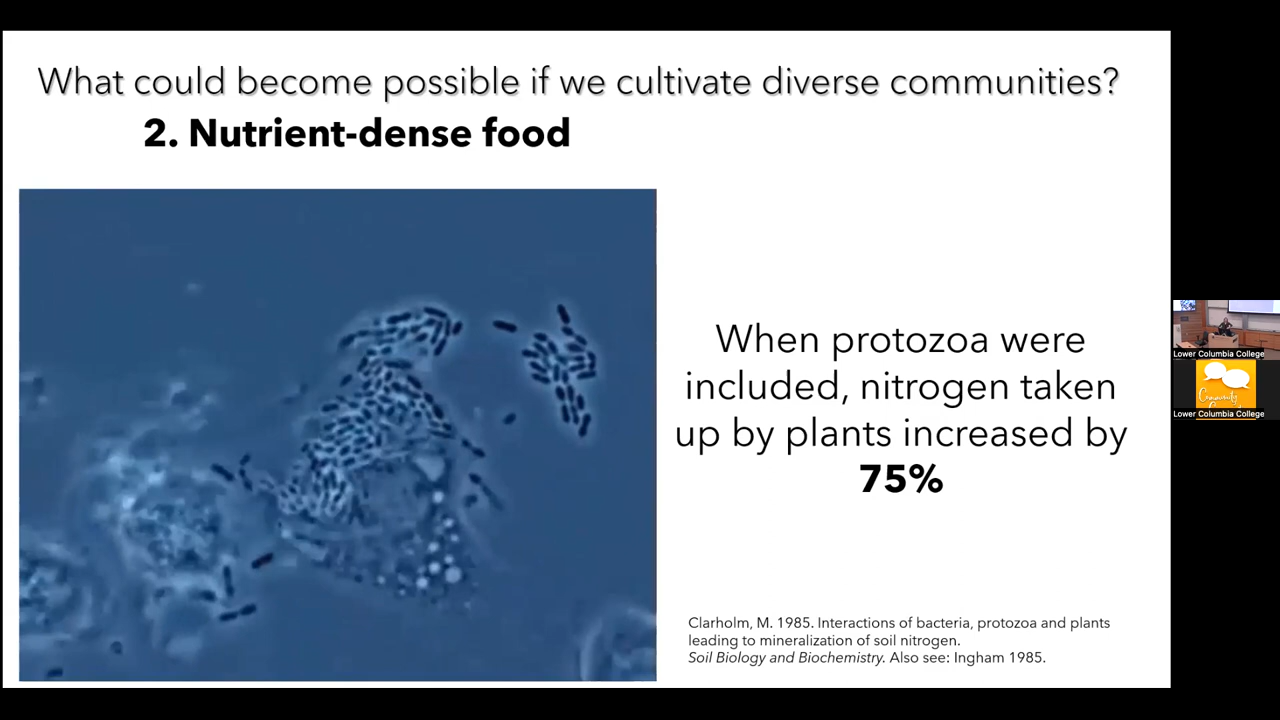 What could become possible if we cultivate diverse communities?
2. Nutrient-dense food
When protozoa were
included, nitrogen taken
up by plants increased by
75%
Clarholm, M. 1985. Interactions of bacteria, protozoa and plants
leading to mineralization of soil nitrogen.
Soil Biology and Biochemistry. Also see: Ingham 1985.
Lower Columbia College
Community
Lower Columbia College